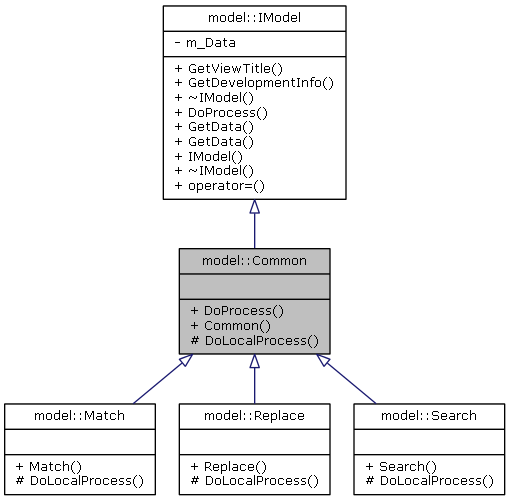 model::IModel
- m_Data
+ GetViewTitle()
+ GetDevelopmentInfo()
+ ~IModel()
+ DoProcess()
+ GetData()
+ GetData()
+ IModel()
+ ~IModel()
+ operator=()
model::Common
+ DoProcess()
+ Common()
# DoLocalProcess()
model::Match
+ Match()
# DoLocalProcess()
model::Replace
+ Replace()
# DoLocalProcess()
model::Search
+ Search()
# DoLocalProcess()